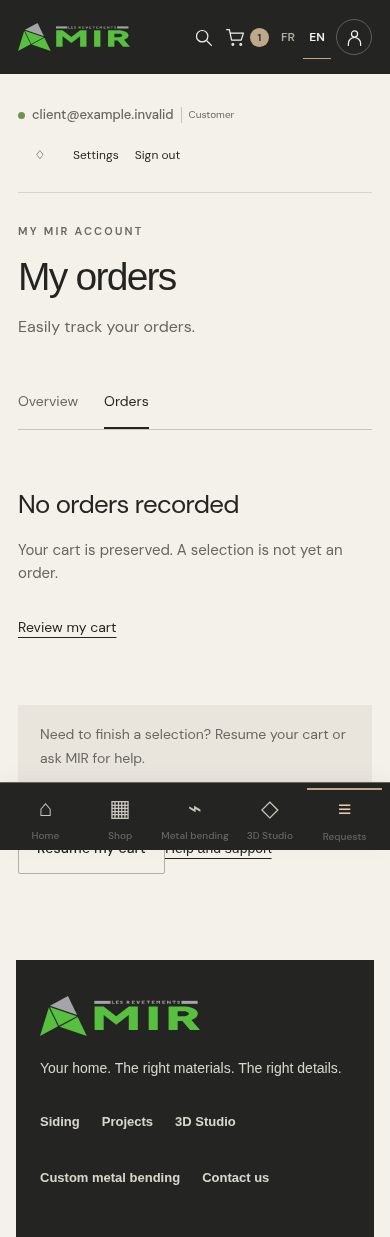 LES REVÊTEMENTS
MIR
1
FR
EN
client@example.invalid
Customer
Settings
Sign out
MY MIR ACCOUNT
My orders
Easily track your orders.
Overview
Orders
No orders recorded
Your cart is preserved. A selection is not yet an
order.
Review my cart
Need to finish a selection? Resume your cart or
ask MIR for help.
Home
Shop
Metal bending
3D Studio
Requests
Resume my cart
Help and support
LES REVÊTEMENTS
MIR
Your home. The right materials. The right details.
Siding
Projects
3D Studio
Custom metal bending
Contact us